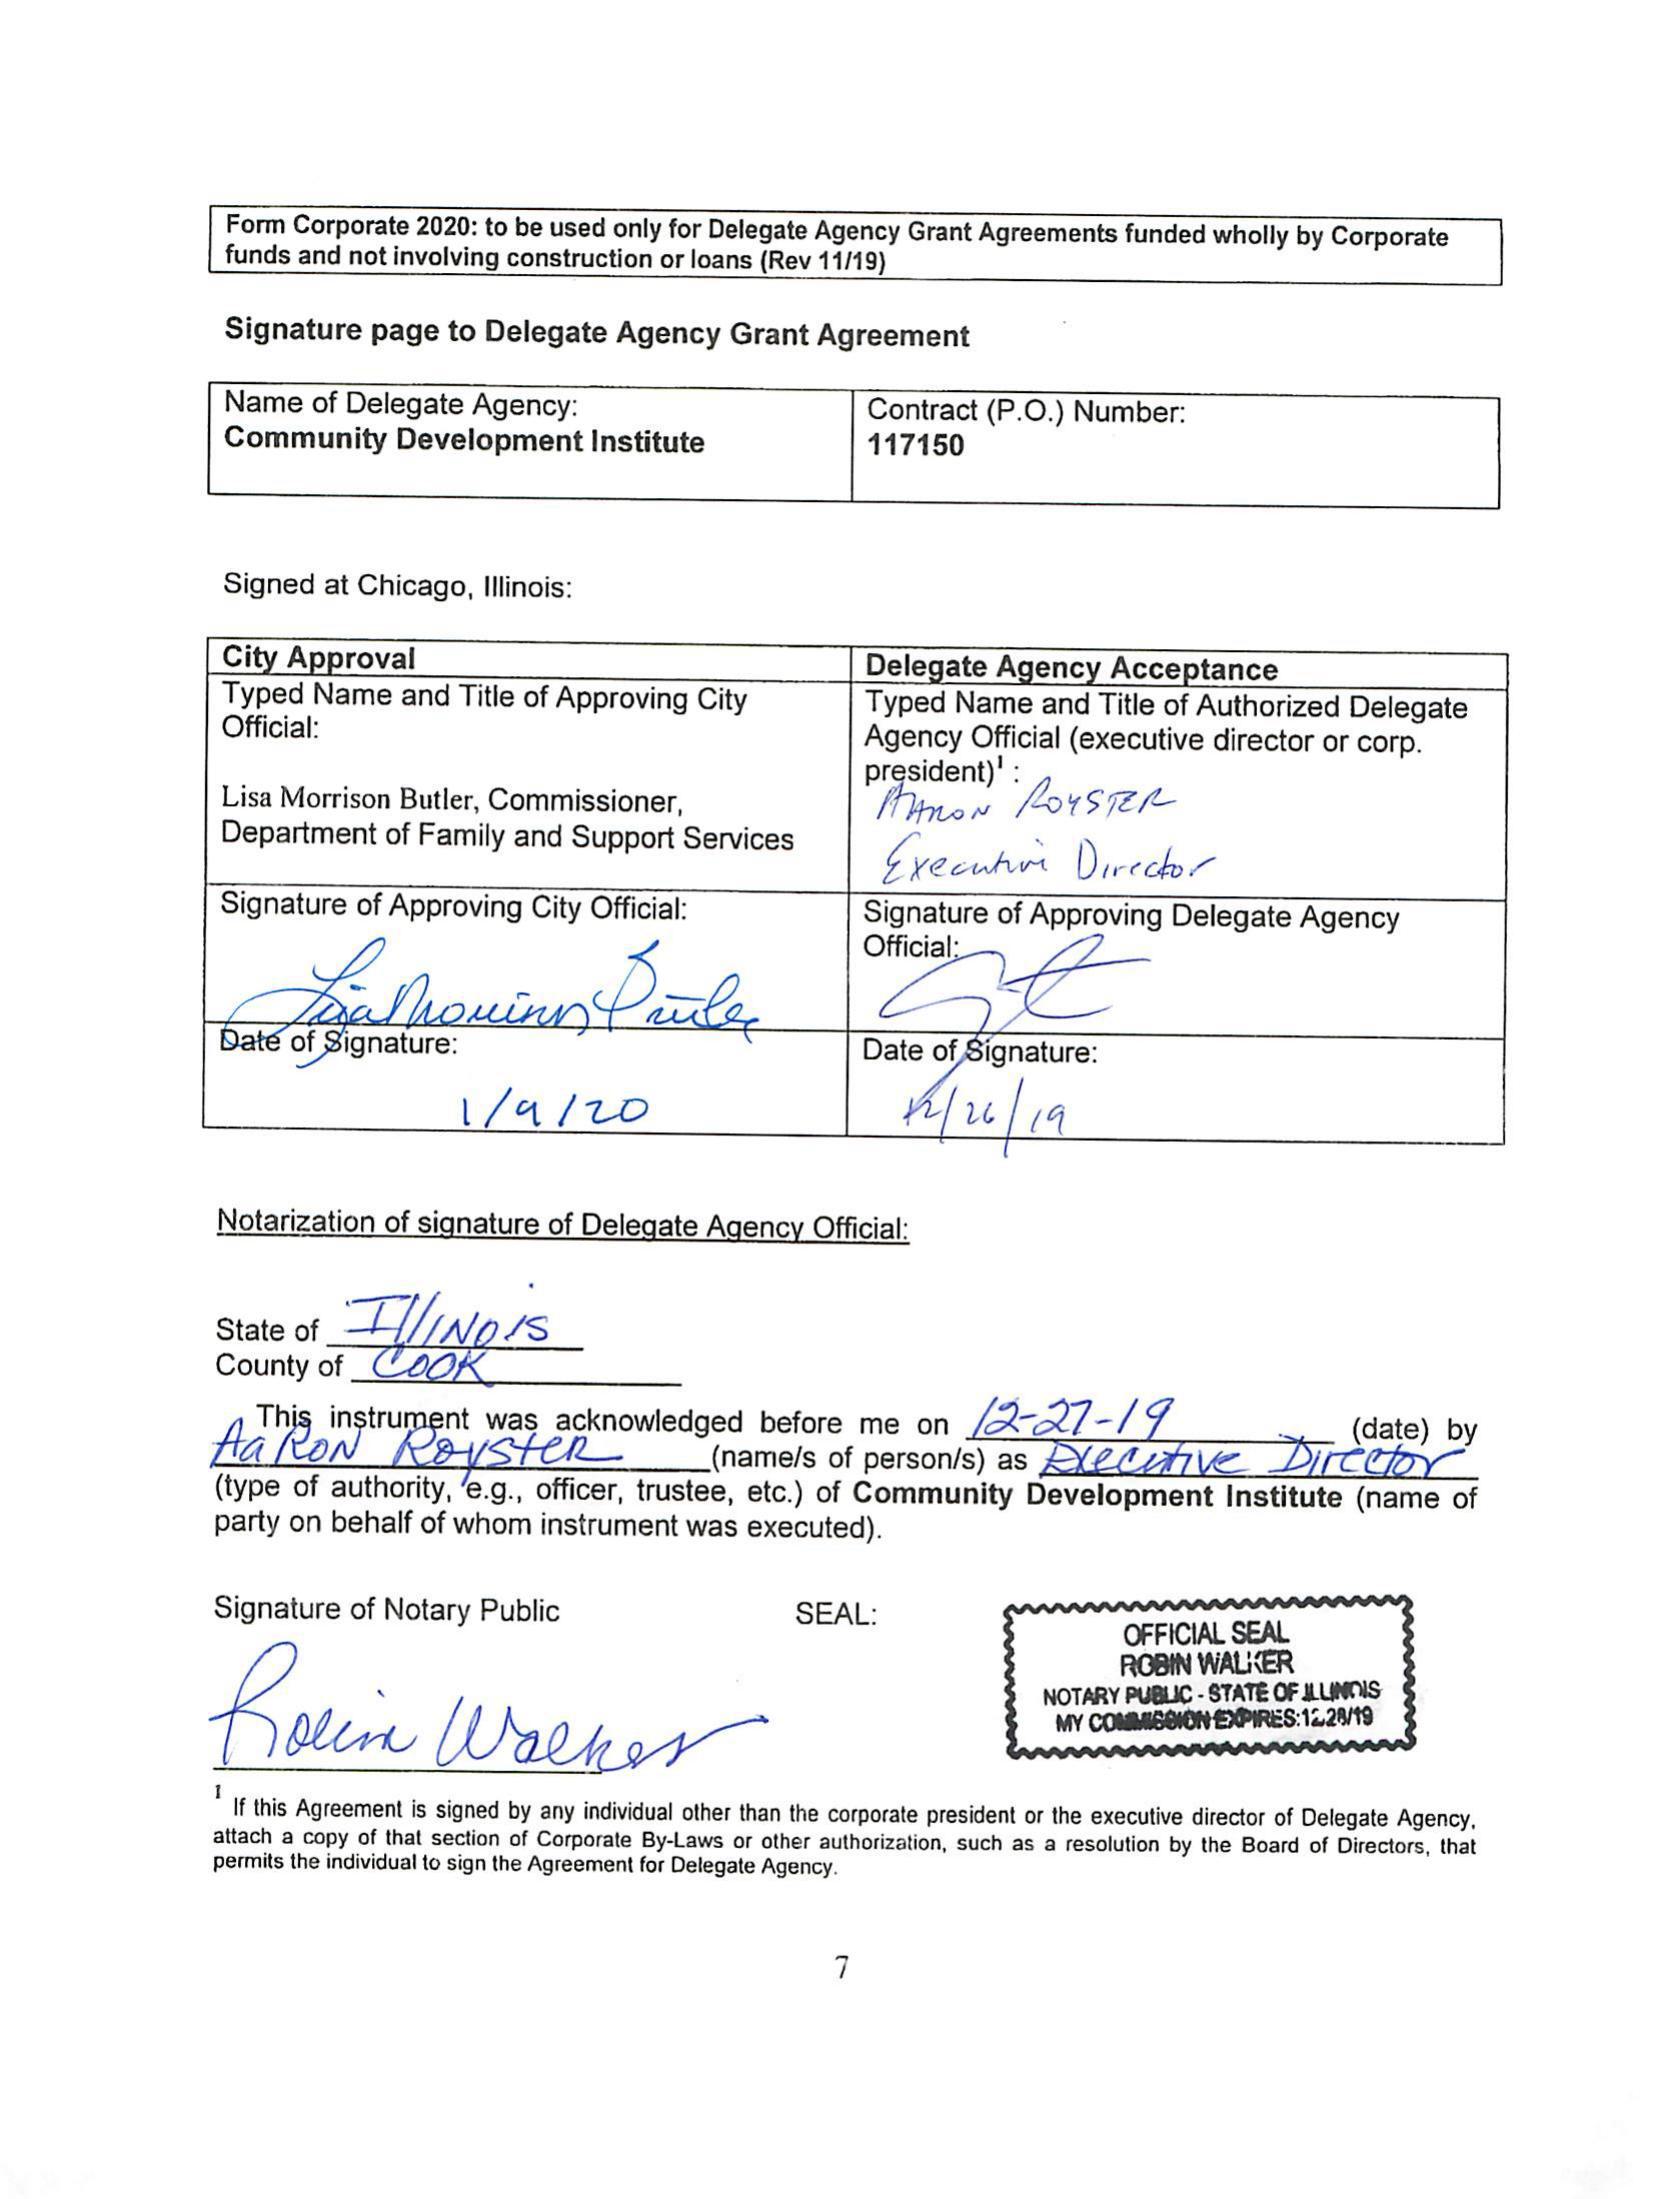 Form Corporate 2020: to be used only for Delegate Agency Grant Agreements funded wholly by Corporate
funds and not involving construction or loans (Rev 11/19)
Signature page to Delegate Agency Grant Agreement
Name of Delegate Agency:
Community Development Institute
Contract (P.O.) Number:
117150
Signed at Chicago, Illinois:
City Approval
Typed Name and Title of Approving City
Official:
Lisa Morrison Butler, Commissioner,
Department of Family and Support Services
Signature of Approving City Official:
Lisa Morrison Butler
Date of Signature:
1/9/20
Delegate Agency Acceptance
Typed Name and Title of Authorized Delegate
Agency Official (executive director or corp.
president)¹ :
AARON ROYSTER
Executive Director
Signature of Approving Delegate Agency
Official:
Date of Signature:
12/26/19
Notarization of signature of Delegate Agency Official:
State of ILLINOIS
County of COOK
This instrument was acknowledged before me on 12-27-19 (date) by
AaRON ROYSTER (name/s of person/s) as Executive Director
(type of authority, e.g., officer, trustee, etc.) of Community Development Institute (name of
party on behalf of whom instrument was executed).
Signature of Notary Public
SEAL:
Robin Walker
OFFICIAL SEAL
ROBIN WALKER
NOTARY PUBLIC - STATE OF ILLINOIS
MY COMMISSION EXPIRES:12/28/19
1 If this Agreement is signed by any individual other than the corporate president or the executive director of Delegate Agency,
attach a copy of that section of Corporate By-Laws or other authorization, such as a resolution by the Board of Directors, that
permits the individual to sign the Agreement for Delegate Agency.
7